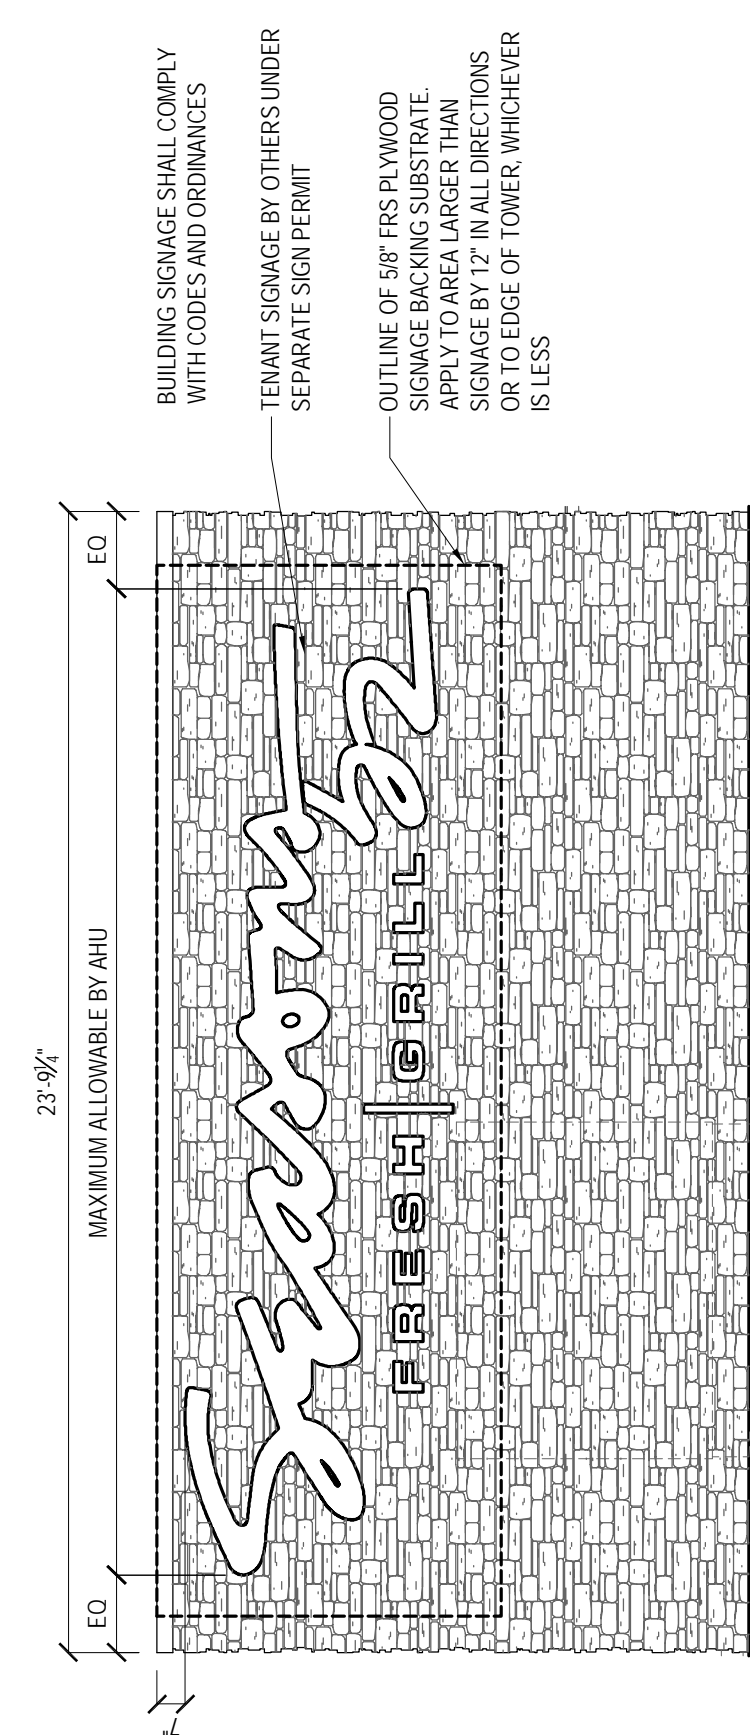 23'-9¼"
EQ
MAXIMUM ALLOWABLE BY AHU
EQ
FRESH | GRILL
BUILDING SIGNAGE SHALL COMPLY
WITH CODES AND ORDINANCES
TENANT SIGNAGE BY OTHERS UNDER
SEPARATE SIGN PERMIT
OUTLINE OF 5/8" FRS PLYWOOD
SIGNAGE BACKING SUBSTRATE.
APPLY TO AREA LARGER THAN
SIGNAGE BY 12" IN ALL DIRECTIONS
OR TO EDGE OF TOWER, WHICHEVER
IS LESS